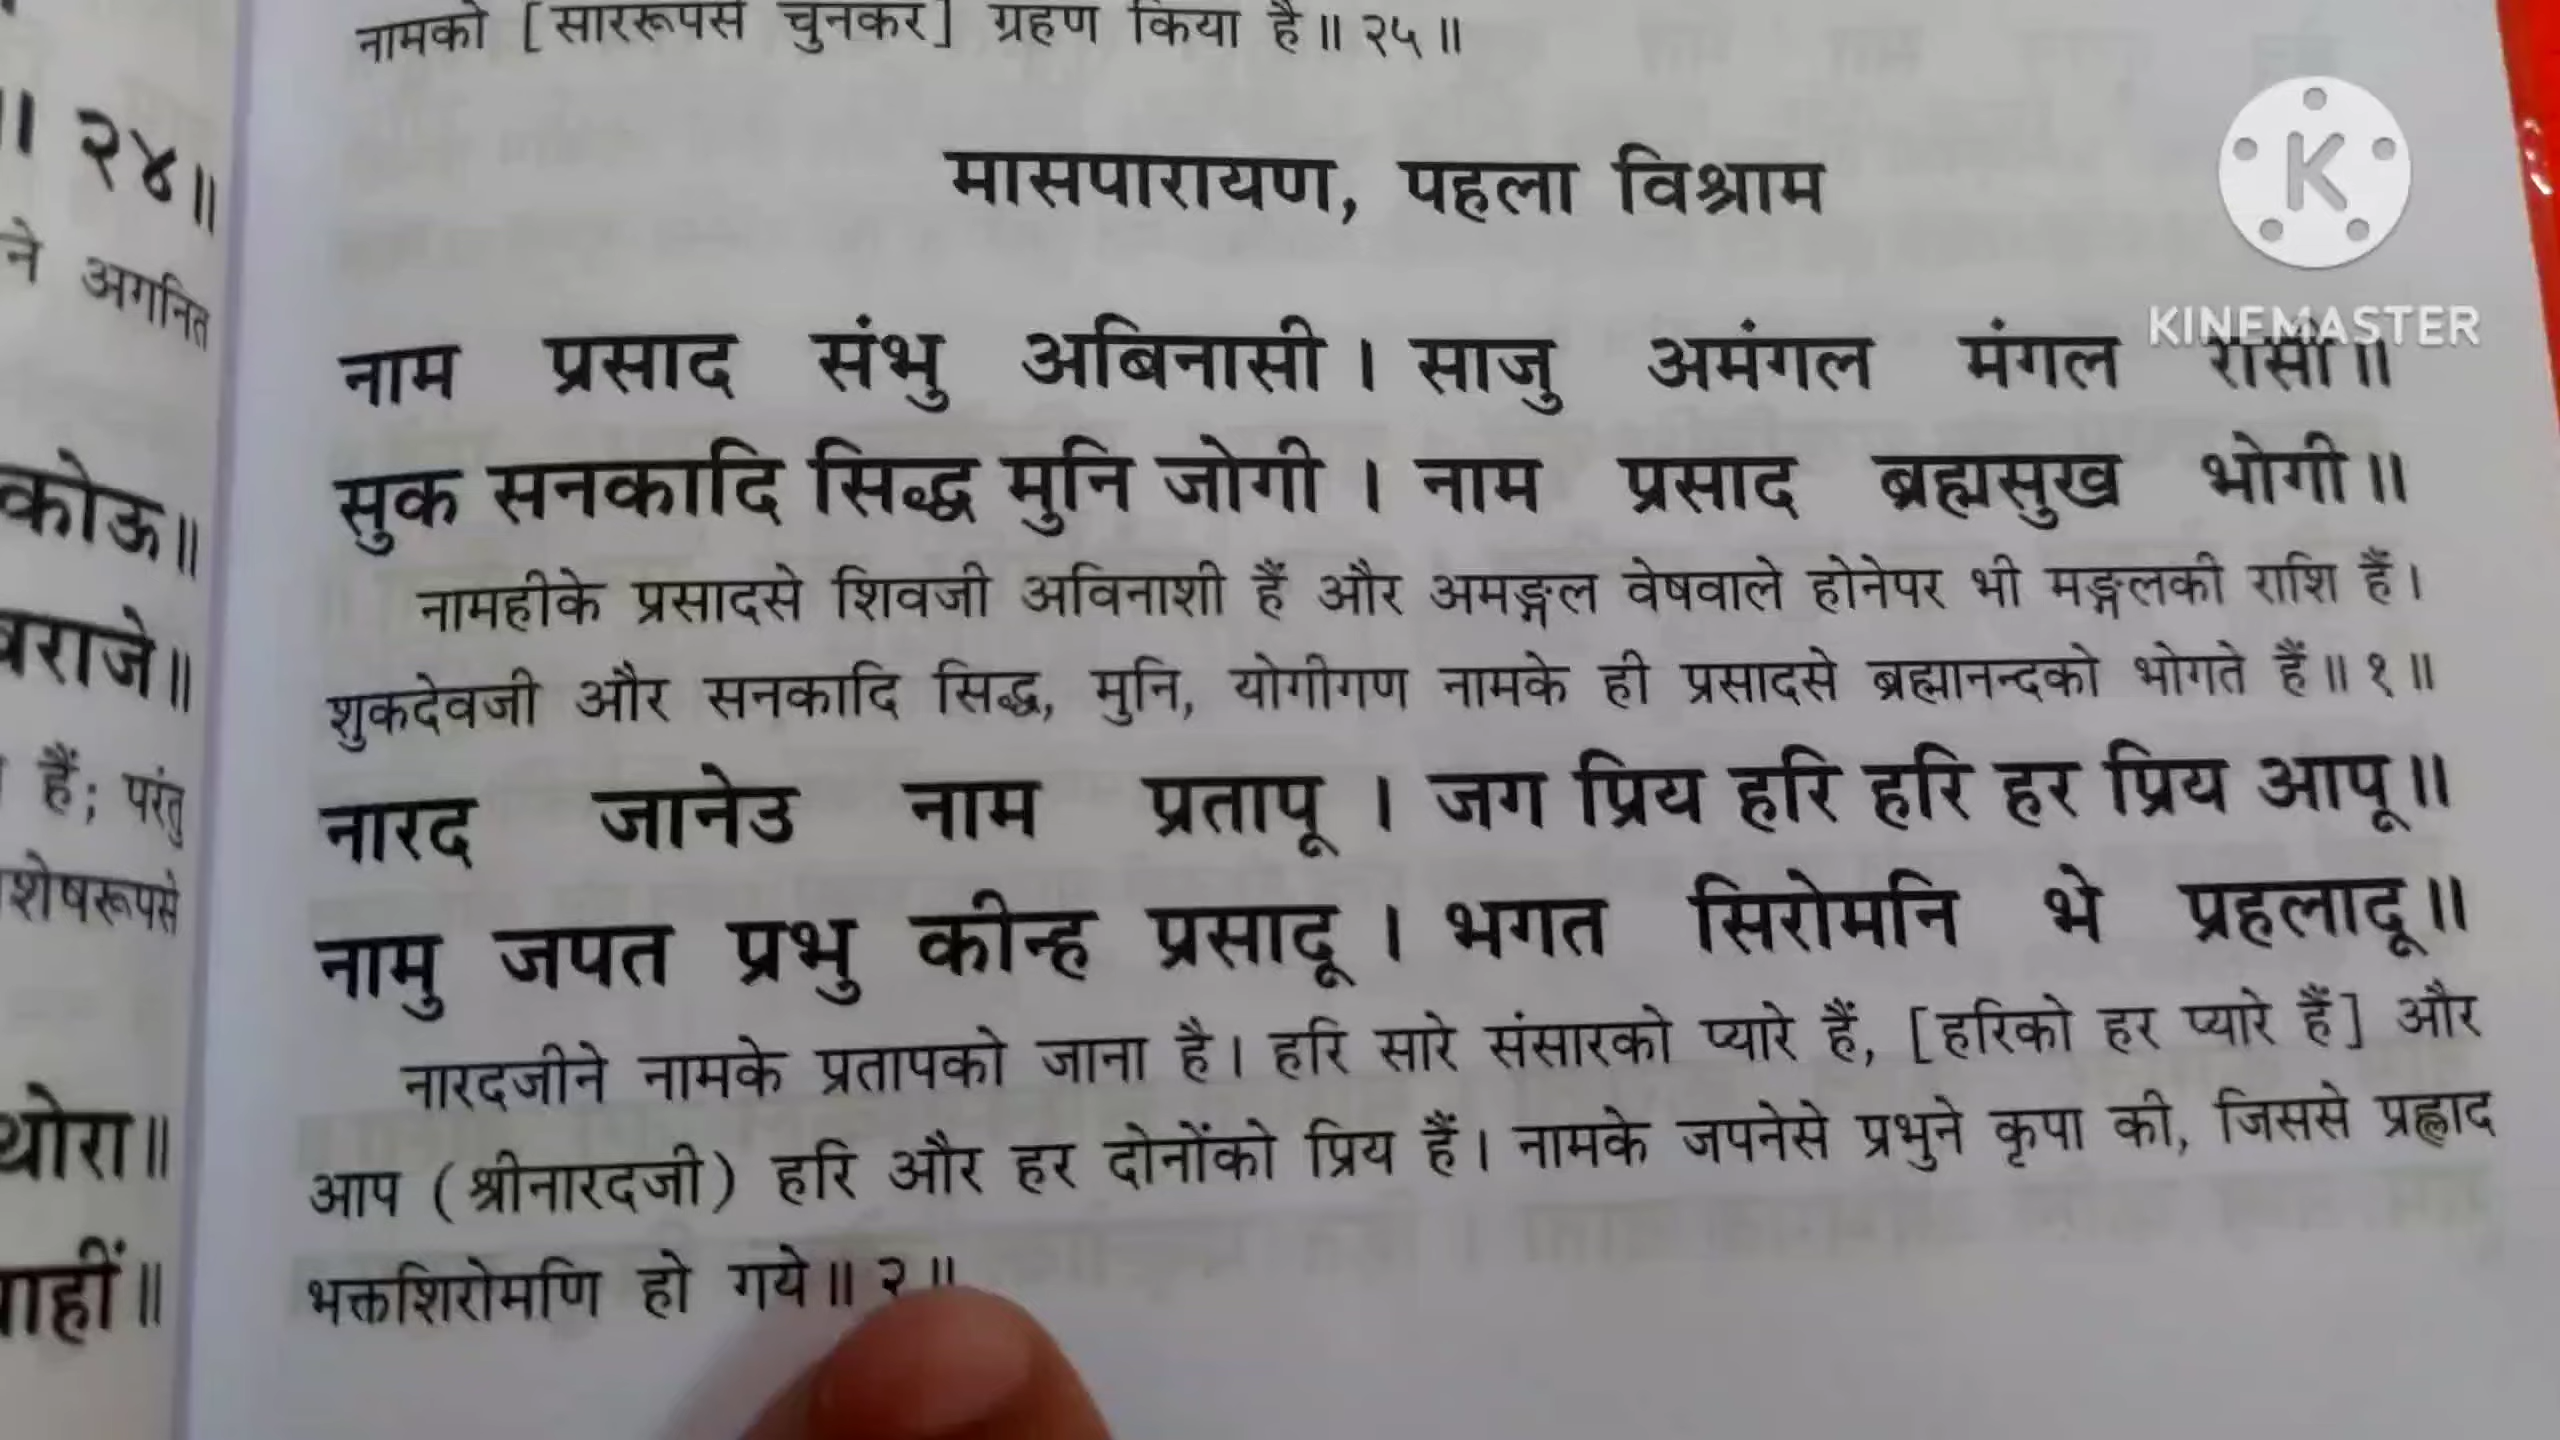 नामको [साररूपसे चुनकर] ग्रहण किया है॥ २५॥
॥ २४॥
ने अगनित
कोऊ॥
हैं; परंतु
थोरा॥
मासपारायण, पहला विश्राम
नाम प्रसाद संभु अबिनासी। साजु अमंगल मंगल रासी॥
सुक सनकादि सिद्ध मुनि जोगी। नाम प्रसाद ब्रह्मसुख भोगी॥
नामहीके प्रसादसे शिवजी अविनाशी हैं और अमङ्गल वेषवाले होनेपर भी मङ्गलकी राशि हैं।
शुकदेवजी और सनकादि सिद्ध, मुनि, योगीगण नामके ही प्रसादसे ब्रह्मानन्दको भोगते हैं॥ १॥
नारद जानेउ नाम प्रतापू। जग प्रिय हरि हरि हर प्रिय आपू॥
नामु जपत प्रभु कीन्ह प्रसादू। भगत सिरोमनि भे प्रहलादू॥
नारदजीने नामके प्रतापको जाना है। हरि सारे संसारको प्यारे हैं, [हरिको हर प्यारे हैं] और
आप (श्रीनारदजी) हरि और हर दोनोंको प्रिय हैं। नामके जपनेसे प्रभुने कृपा की, जिससे प्रह्लाद
भक्तशिरोमणि हो गये॥ २॥
K
KINEMASTER